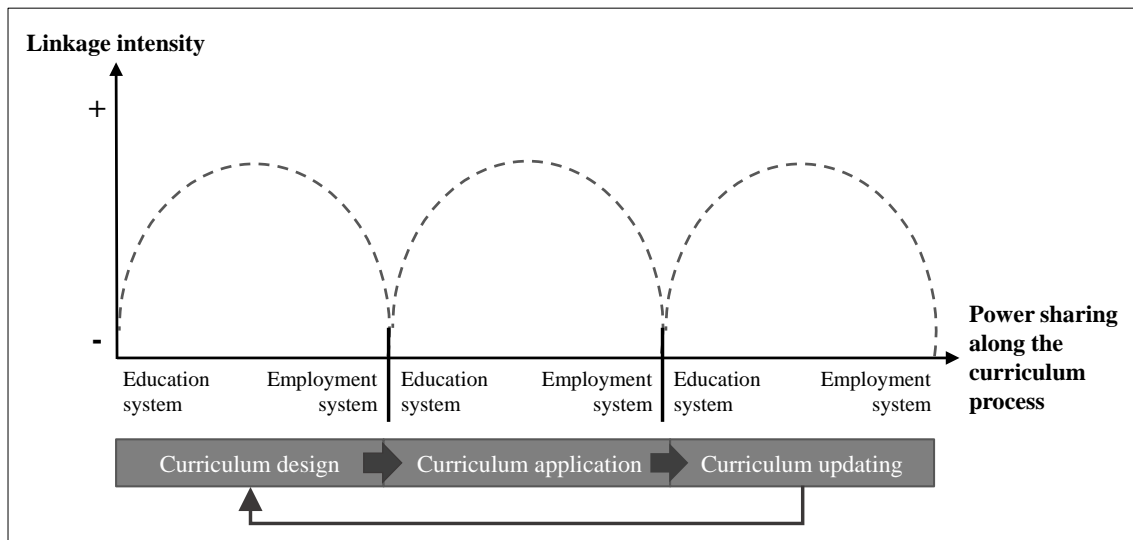 Linkage intensity
+
-
Power sharing
along the
curriculum
process
Education
system
Employment
system
Education
system
Employment
system
Education
system
Employment
system
Curriculum design
Curriculum application
Curriculum updating